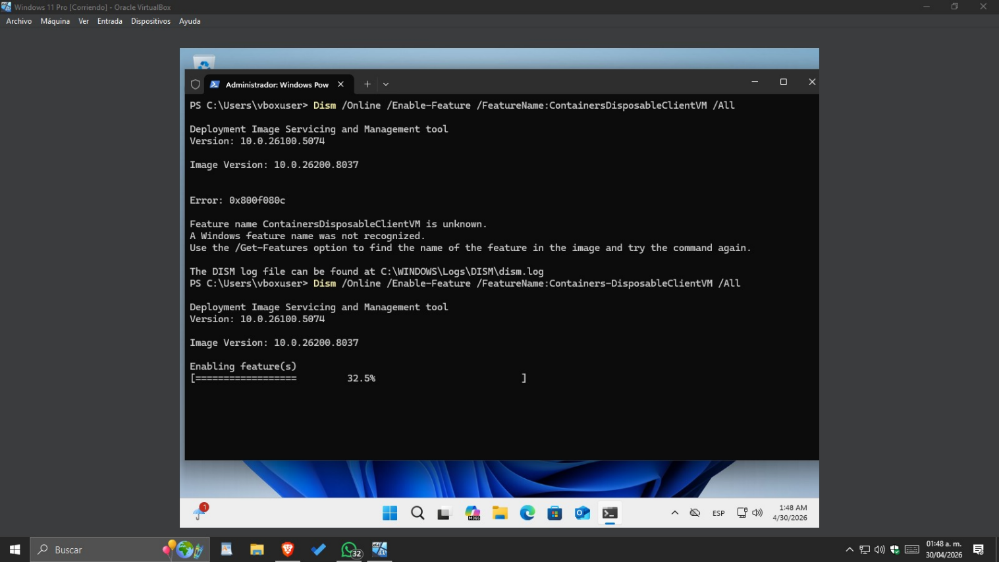 Windows 11 Pro [Corriendo] - Oracle VirtualBox
Archivo Máquina Ver Entrada Dispositivos Ayuda
Administrador: Windows Pow
PS C:\Users\vboxuser> Dism /Online /Enable-Feature /FeatureName:ContainersDisposableClientVM /All
Deployment Image Servicing and Management tool
Version: 10.0.26100.5074
Image Version: 10.0.26200.8037
Error: 0x800f080c
Feature name ContainersDisposableClientVM is unknown.
A Windows feature name was not recognized.
Use the /Get-Features option to find the name of the feature in the image and try the command again.
The DISM log file can be found at C:\WINDOWS\Logs\DISM\dism.log
PS C:\Users\vboxuser> Dism /Online /Enable-Feature /FeatureName:Containers-DisposableClientVM /All
Deployment Image Servicing and Management tool
Version: 10.0.26100.5074
Image Version: 10.0.26200.8037
Enabling feature(s)
[================== 32.5% ]
1
M365
ESP
1:48 AM
4/30/2026
Buscar
32
01:48 a. m.
30/04/2026